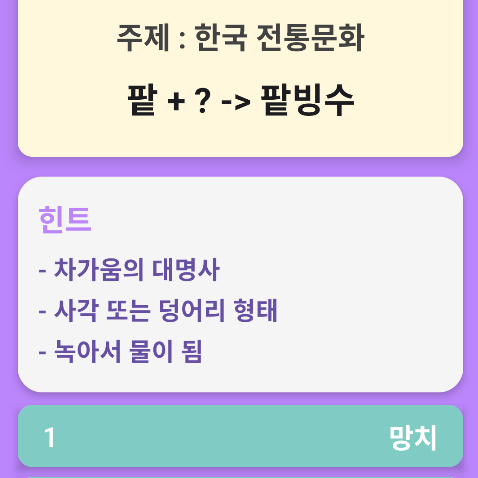 주제 : 한국 전통문화
팥 + ? -> 팥빙수
힌트
- 차가움의 대명사
- 사각 또는 덩어리 형태
- 녹아서 물이 됨
1 망치